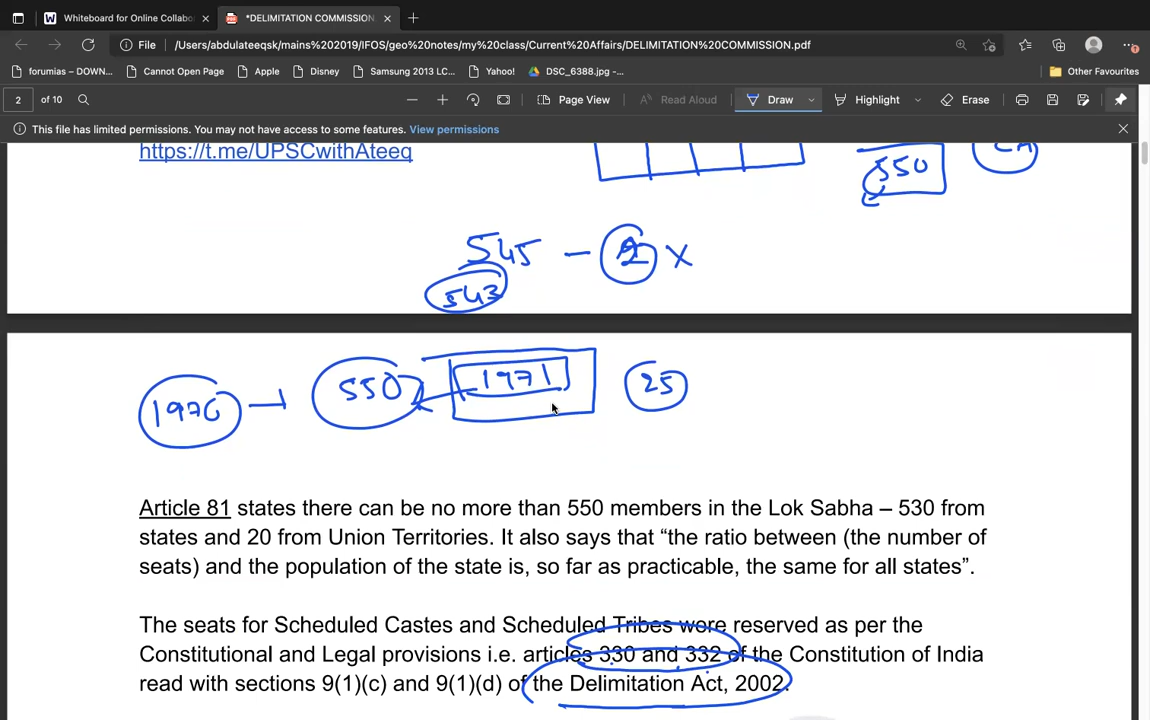 Whiteboard for Online Collabo
*DELIMITATION COMMISSION
File /Users/abdulateeqsk/mains%202019/IFOS/geo%20notes/my%20class/Current%20Affairs/DELIMITATION%20COMMISSION.pdf
forumias – DOWN... Cannot Open Page Apple Disney Samsung 2013 LC... Yahoo! DSC_6388.jpg -... Other Favourites
2 of 10 Page View Read Aloud Draw Highlight Erase
This file has limited permissions. You may not have access to some features. View permissions
https://t.me/UPSCwithAteeq
550
545 – 2 x
543
1976 550 1971 25
Article 81 states there can be no more than 550 members in the Lok Sabha – 530 from
states and 20 from Union Territories. It also says that “the ratio between (the number of
seats) and the population of the state is, so far as practicable, the same for all states”.
The seats for Scheduled Castes and Scheduled Tribes were reserved as per the
Constitutional and Legal provisions i.e. articles 330 and 332 of the Constitution of India
read with sections 9(1)(c) and 9(1)(d) of the Delimitation Act, 2002.